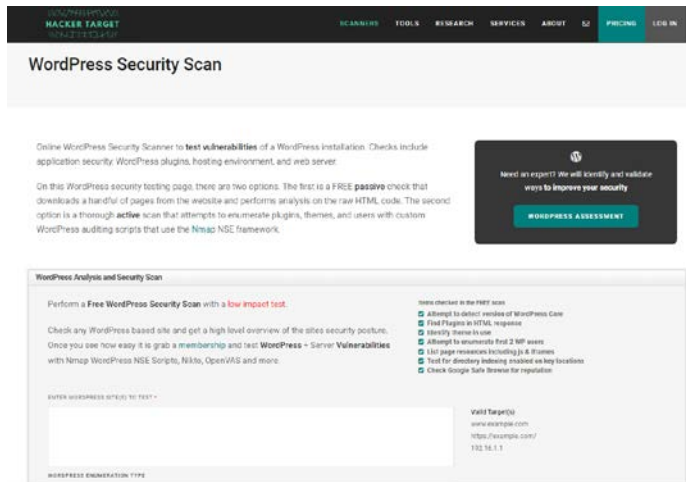 HACKER TARGET
SCANNERS TOOLS RESEARCH SERVICES ABOUT PRICING LOG IN
WordPress Security Scan
Online WordPress Security Scanner to test vulnerabilities of a WordPress installation. Checks include
application security, WordPress plugins, hosting environment, and web server.
On this WordPress security testing page, there are two options. The first is a FREE passive check that
downloads a handful of pages from the website and performs analysis on the raw HTML code. The second
option is a thorough active scan that attempts to enumerate plugins, themes, and users with custom
WordPress auditing scripts that use the Nmap NSE framework.
Need an expert? We will identify and validate
ways to improve your security
WORDPRESS ASSESSMENT
WordPress Analysis and Security Scan
Perform a Free WordPress Security Scan with a low impact test.
Check any WordPress based site and get a high level overview of the sites security posture.
Once you see how easy it is grab a membership and test WordPress + Server Vulnerabilities
with Nmap WordPress NSE Scripts, Nikto, OpenVAS and more.
Items checked in the FREE scan
Attempt to detect version of WordPress Core
Find Plugins in HTML response
Identify theme in use
Attempt to enumerate first 2 WP users
List page resources including js & iframes
Test for directory indexing enabled on key locations
Check Google Safe Browse for reputation
ENTER WORDPRESS SITE(S) TO TEST *
Valid Target(s)
www.example.com
https://example.com/
192.16.1.1
WORDPRESS ENUMERATION TYPE